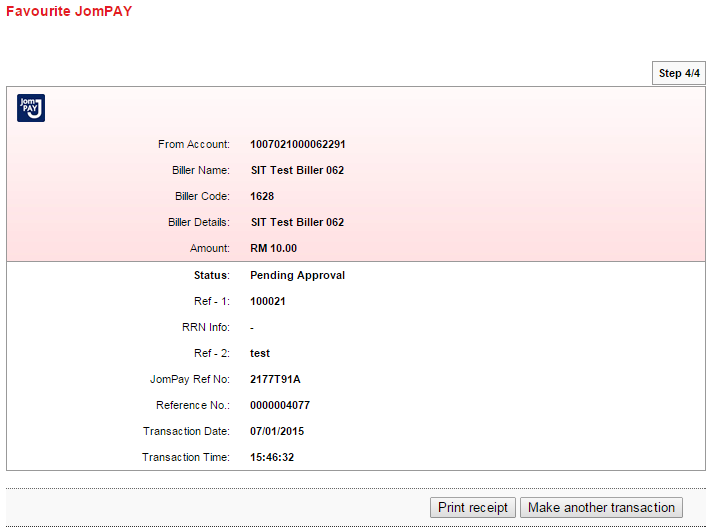 Favourite JomPAY
Step 4/4
Jom
PAY
J
From Account: 1007021000062291
Biller Name: SIT Test Biller 062
Biller Code: 1628
Biller Details: SIT Test Biller 062
Amount: RM 10.00
Status: Pending Approval
Ref - 1: 100021
RRN Info: -
Ref - 2: test
JomPay Ref No: 2177T91A
Reference No.: 0000004077
Transaction Date: 07/01/2015
Transaction Time: 15:46:32
Print receipt Make another transaction